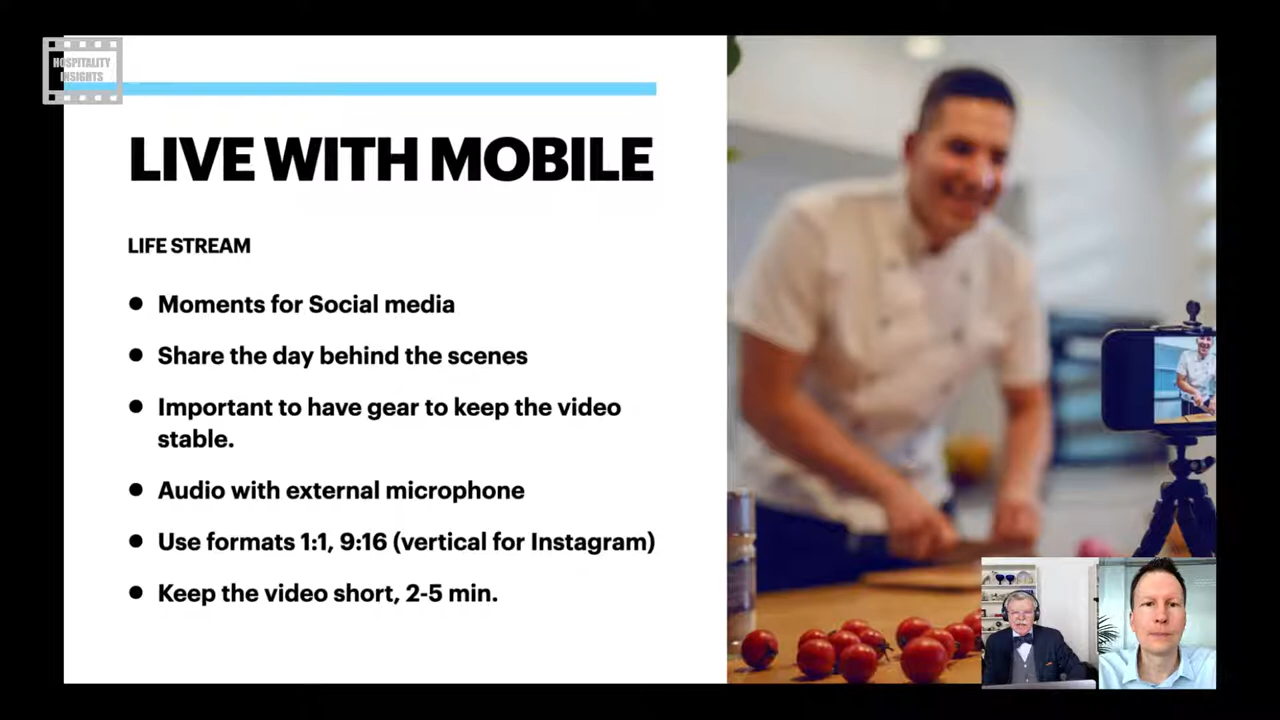 HOSPITALITY
INSIGHTS
LIVE WITH MOBILE
LIFE STREAM
● Moments for Social media
● Share the day behind the scenes
● Important to have gear to keep the video
stable.
● Audio with external microphone
● Use formats 1:1, 9:16 (vertical for Instagram)
● Keep the video short, 2-5 min.